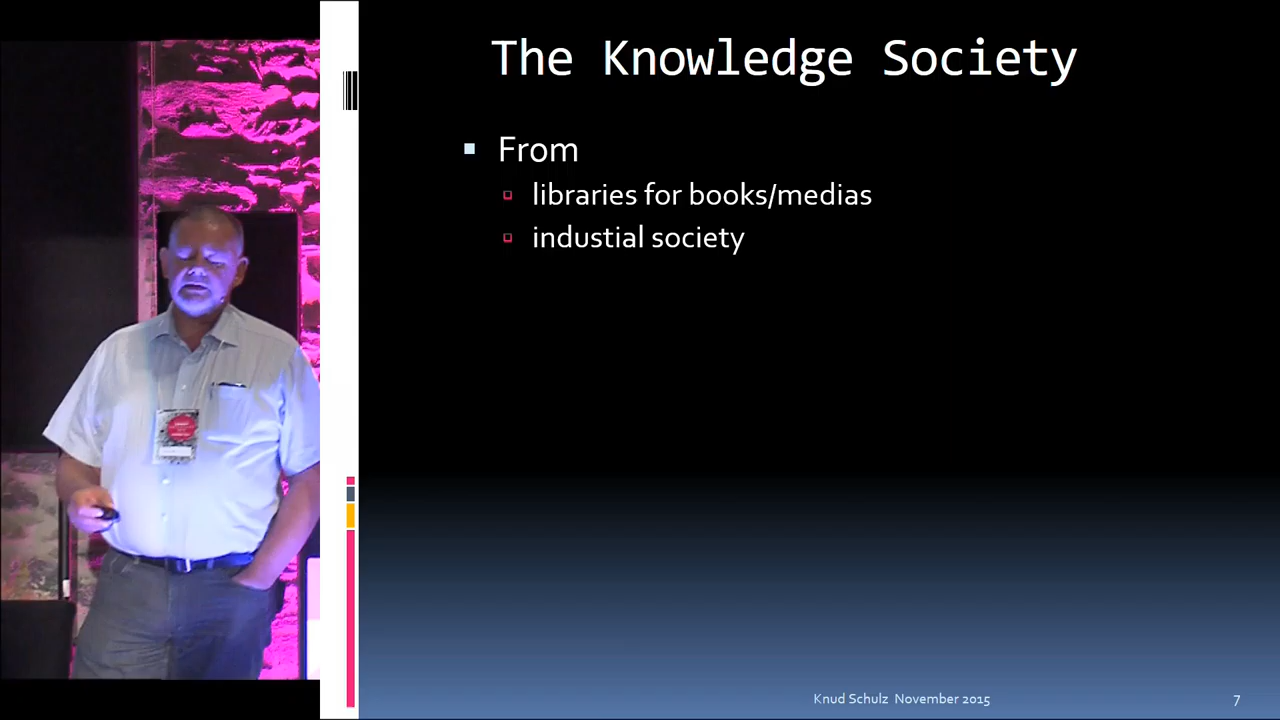 The Knowledge Society
From
libraries for books/medias
industial society
Knud Schulz November 2015
7